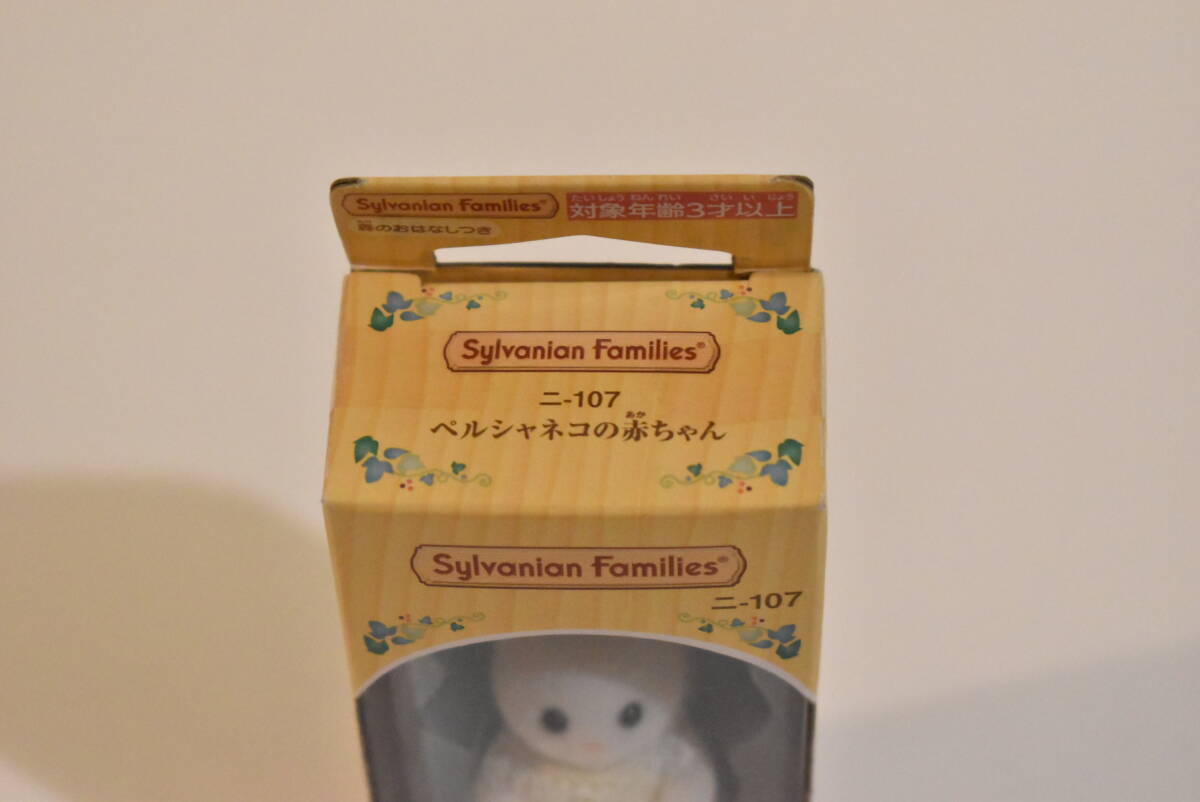 Sylvanian Families®
たいしょう ねん れい さい い じょう
対象年齢3才以上
森のおはなしつき
Sylvanian Families®
ニ-107
あか
ペルシャネコの赤ちゃん
Sylvanian Families®
ニ-107